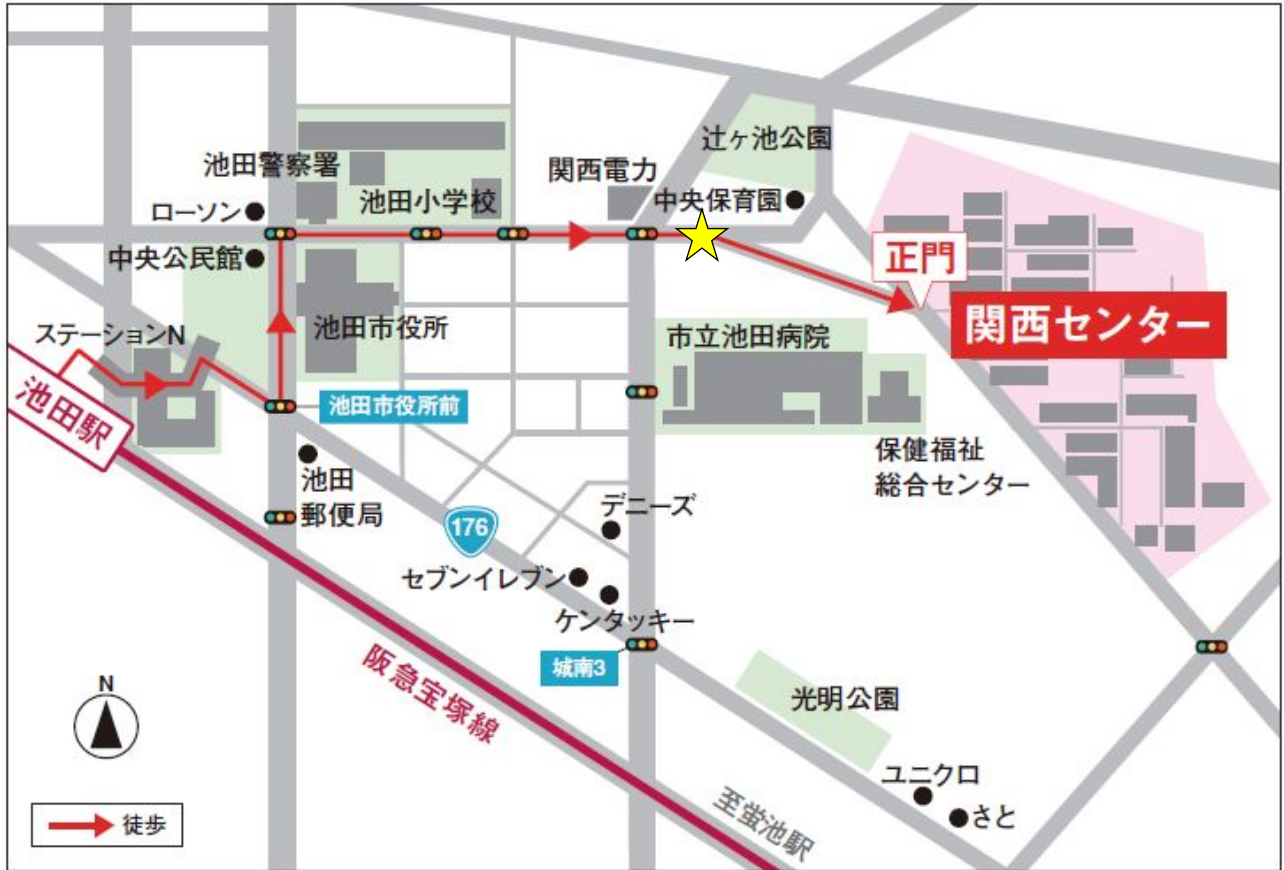 辻ヶ池公園
関西電力
池田警察署
中央保育園
池田小学校
ローソン
中央公民館
正門
関西センター
ステーションN
池田市役所
市立池田病院
池田駅
池田市役所前
保健福祉
総合センター
池田
郵便局
デニーズ
176
セブンイレブン
ケンタッキー
城南3
阪急宝塚線
光明公園
N
ユニクロ
さと
至蛍池駅
徒歩